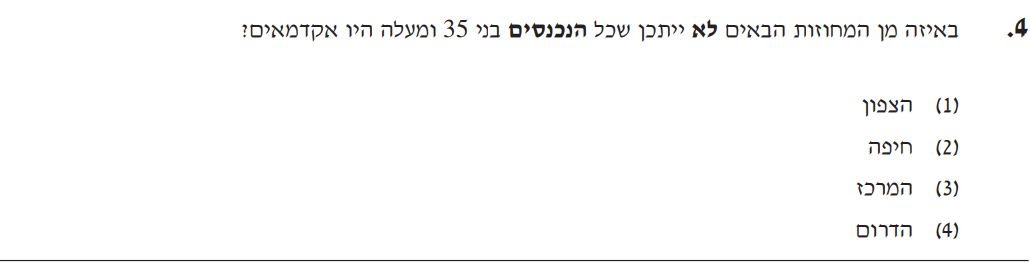 4. באיזה מן המחוזות הבאים לא ייתכן שכל הנכנסים בני 35 ומעלה היו אקדמאים?
(1) הצפון
(2) חיפה
(3) המרכז
(4) הדרום